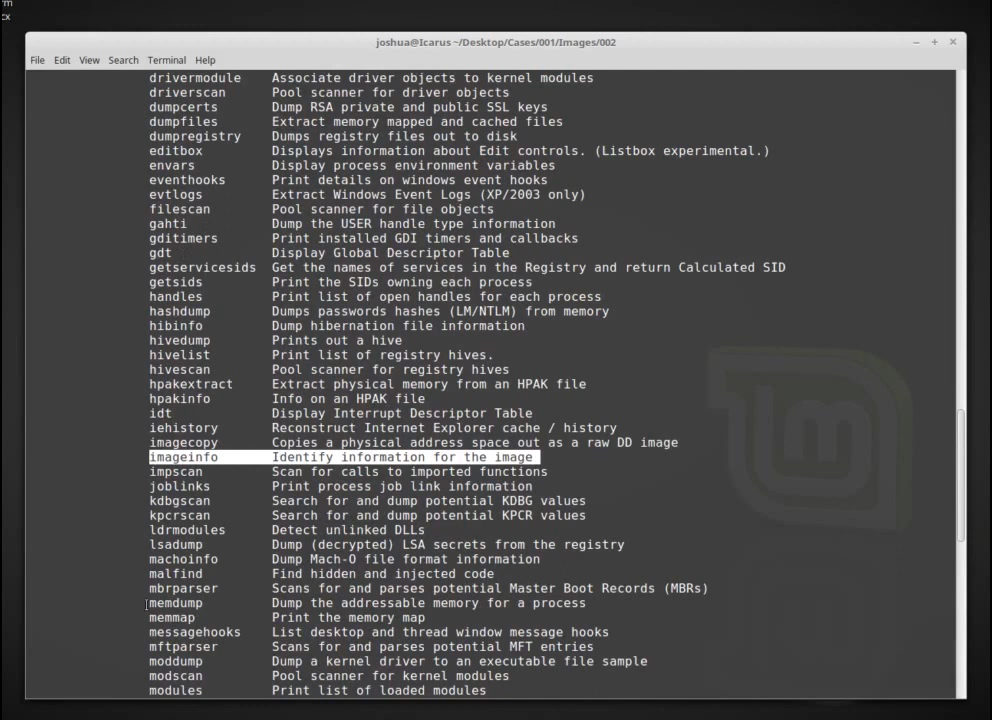 rm
cx
joshua@Icarus ~/Desktop/Cases/001/Images/002
File Edit View Search Terminal Help
drivermodule Associate driver objects to kernel modules
driverscan Pool scanner for driver objects
dumpcerts Dump RSA private and public SSL keys
dumpfiles Extract memory mapped and cached files
dumpregistry Dumps registry files out to disk
editbox Displays information about Edit controls. (Listbox experimental.)
envars Display process environment variables
eventhooks Print details on windows event hooks
evtlogs Extract Windows Event Logs (XP/2003 only)
filescan Pool scanner for file objects
gahti Dump the USER handle type information
gditimers Print installed GDI timers and callbacks
gdt Display Global Descriptor Table
getservicesids Get the names of services in the Registry and return Calculated SID
getsids Print the SIDs owning each process
handles Print list of open handles for each process
hashdump Dumps passwords hashes (LM/NTLM) from memory
hibinfo Dump hibernation file information
hivedump Prints out a hive
hivelist Print list of registry hives.
hivescan Pool scanner for registry hives
hpakextract Extract physical memory from an HPAK file
hpakinfo Info on an HPAK file
idt Display Interrupt Descriptor Table
iehistory Reconstruct Internet Explorer cache / history
imagecopy Copies a physical address space out as a raw DD image
imageinfo Identify information for the image
impscan Scan for calls to imported functions
joblinks Print process job link information
kdbgscan Search for and dump potential KDBG values
kpcrscan Search for and dump potential KPCR values
ldrmodules Detect unlinked DLLs
lsadump Dump (decrypted) LSA secrets from the registry
machoinfo Dump Mach-O file format information
malfind Find hidden and injected code
mbrparser Scans for and parses potential Master Boot Records (MBRs)
memdump Dump the addressable memory for a process
memmap Print the memory map
messagehooks List desktop and thread window message hooks
mftparser Scans for and parses potential MFT entries
moddump Dump a kernel driver to an executable file sample
modscan Pool scanner for kernel modules
modules Print list of loaded modules